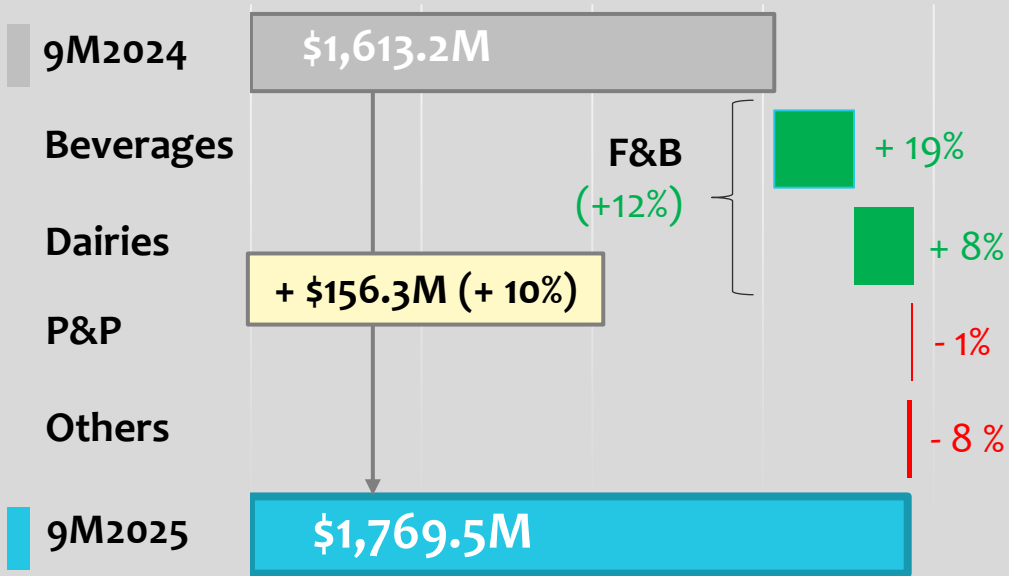 9M2024
$1,613.2M
Beverages
F&B
(+12%)
+ 19%
Dairies
+ 8%
+ $156.3M (+ 10%)
P&P
- 1%
Others
- 8 %
9M2025
$1,769.5M